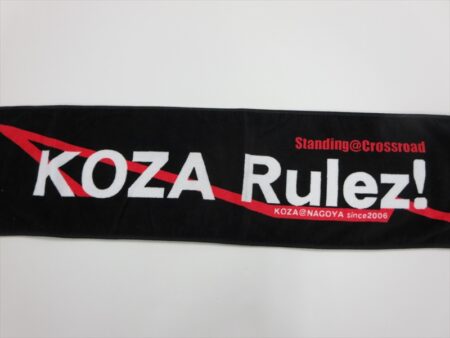 Standing@Crossroad
KOZA Rulez!
KOZA@NAGOYA since2006